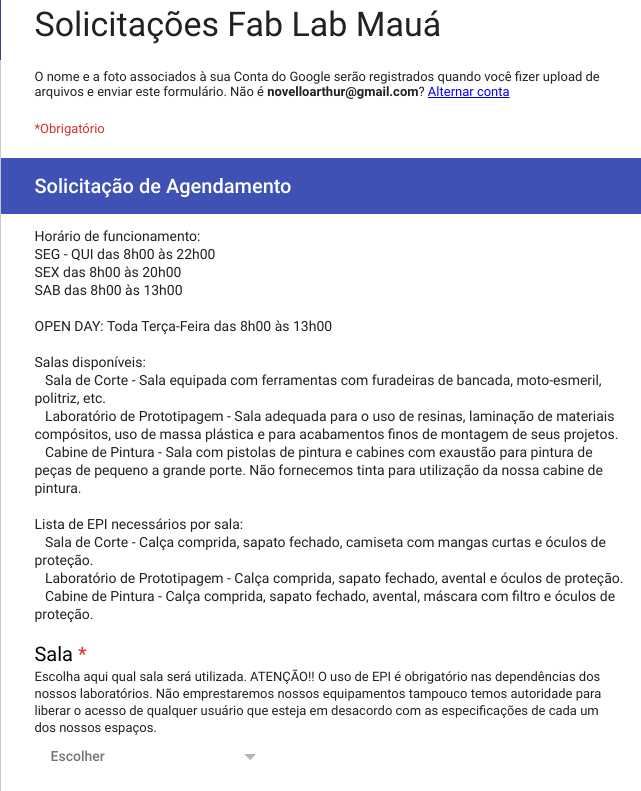 Solicitações Fab Lab Mauá
O nome e a foto associados à sua Conta do Google serão registrados quando você fizer upload de
arquivos e enviar este formulário. Não é novelloarthur@gmail.com? Alternar conta
*Obrigatório
Solicitação de Agendamento
Horário de funcionamento:
SEG - QUI das 8h00 às 22h00
SEX das 8h00 às 20h00
SAB das 8h00 às 13h00
OPEN DAY: Toda Terça-Feira das 8h00 às 13h00
Salas disponíveis:
Sala de Corte - Sala equipada com ferramentas com furadeiras de bancada, moto-esmeril,
politriz, etc.
Laboratório de Prototipagem - Sala adequada para o uso de resinas, laminação de materiais
compósitos, uso de massa plástica e para acabamentos finos de montagem de seus projetos.
Cabine de Pintura - Sala com pistolas de pintura e cabines com exaustão para pintura de
peças de pequeno a grande porte. Não fornecemos tinta para utilização da nossa cabine de
pintura.
Lista de EPI necessários por sala:
Sala de Corte - Calça comprida, sapato fechado, camiseta com mangas curtas e óculos de
proteção.
Laboratório de Prototipagem - Calça comprida, sapato fechado, avental e óculos de proteção.
Cabine de Pintura - Calça comprida, sapato fechado, avental, máscara com filtro e óculos de
proteção.
Sala *
Escolha aqui qual sala será utilizada. ATENÇÃO!! O uso de EPI é obrigatório nas dependências dos
nossos laboratórios. Não emprestaremos nossos equipamentos tampouco temos autoridade para
liberar o acesso de qualquer usuário que esteja em desacordo com as especificações de cada um
dos nossos espaços.
Escolher